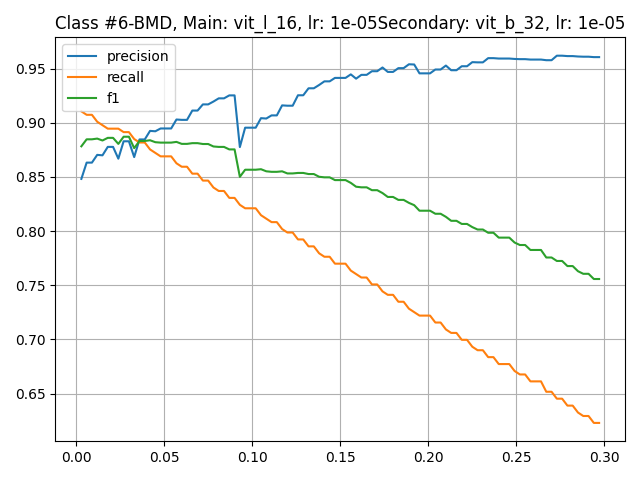 Class #6-BMD, Main: vit_l_16, lr: 1e-05Secondary: vit_b_32, lr: 1e-05
precision
recall
f1
0.95
0.90
0.85
0.80
0.75
0.70
0.65
0.00 0.05 0.10 0.15 0.20 0.25 0.30